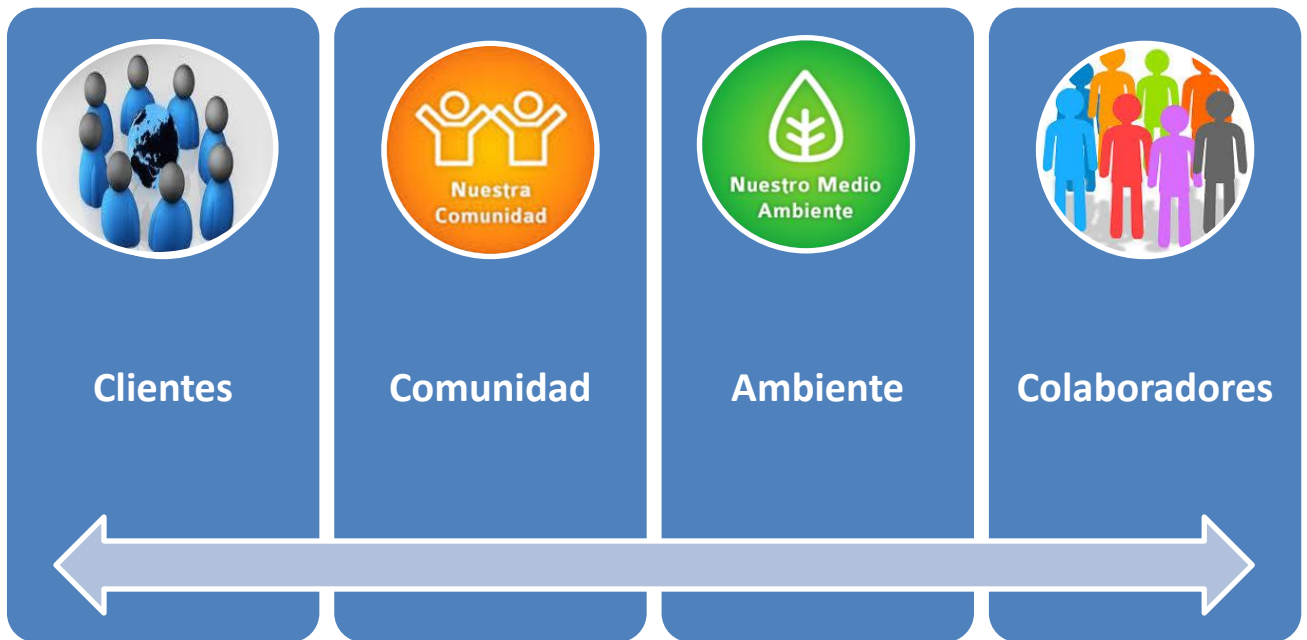 Nuestra
Comunidad
Nuestro Medio
Ambiente
Clientes
Comunidad
Ambiente
Colaboradores